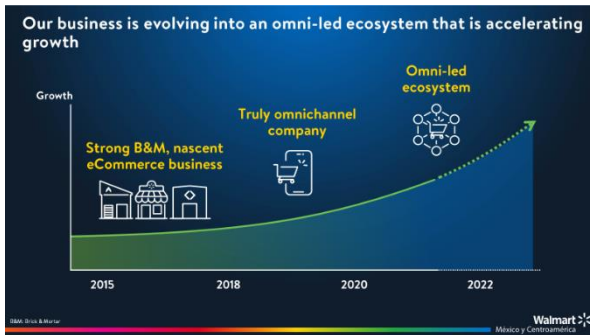 Our business is evolving into an omni-led ecosystem that is accelerating
growth
Growth
Strong B&M, nascent
eCommerce business
Truly omnichannel
company
Omni-led
ecosystem
2015
2018
2020
2022
B&M: Brick & Mortar
Walmart
México y Centroamérica